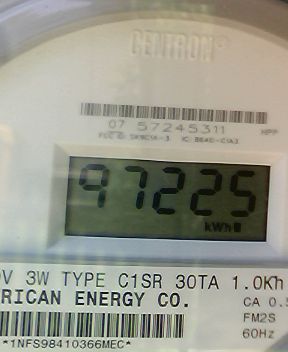 CENTRON®
07 57245311 HPP
97225
kWh
V 3W TYPE C1SR 30TA 1.0Kh
RICAN ENERGY CO.
CA 0.5
FM2S
60Hz
*1NFS98410366MEC*